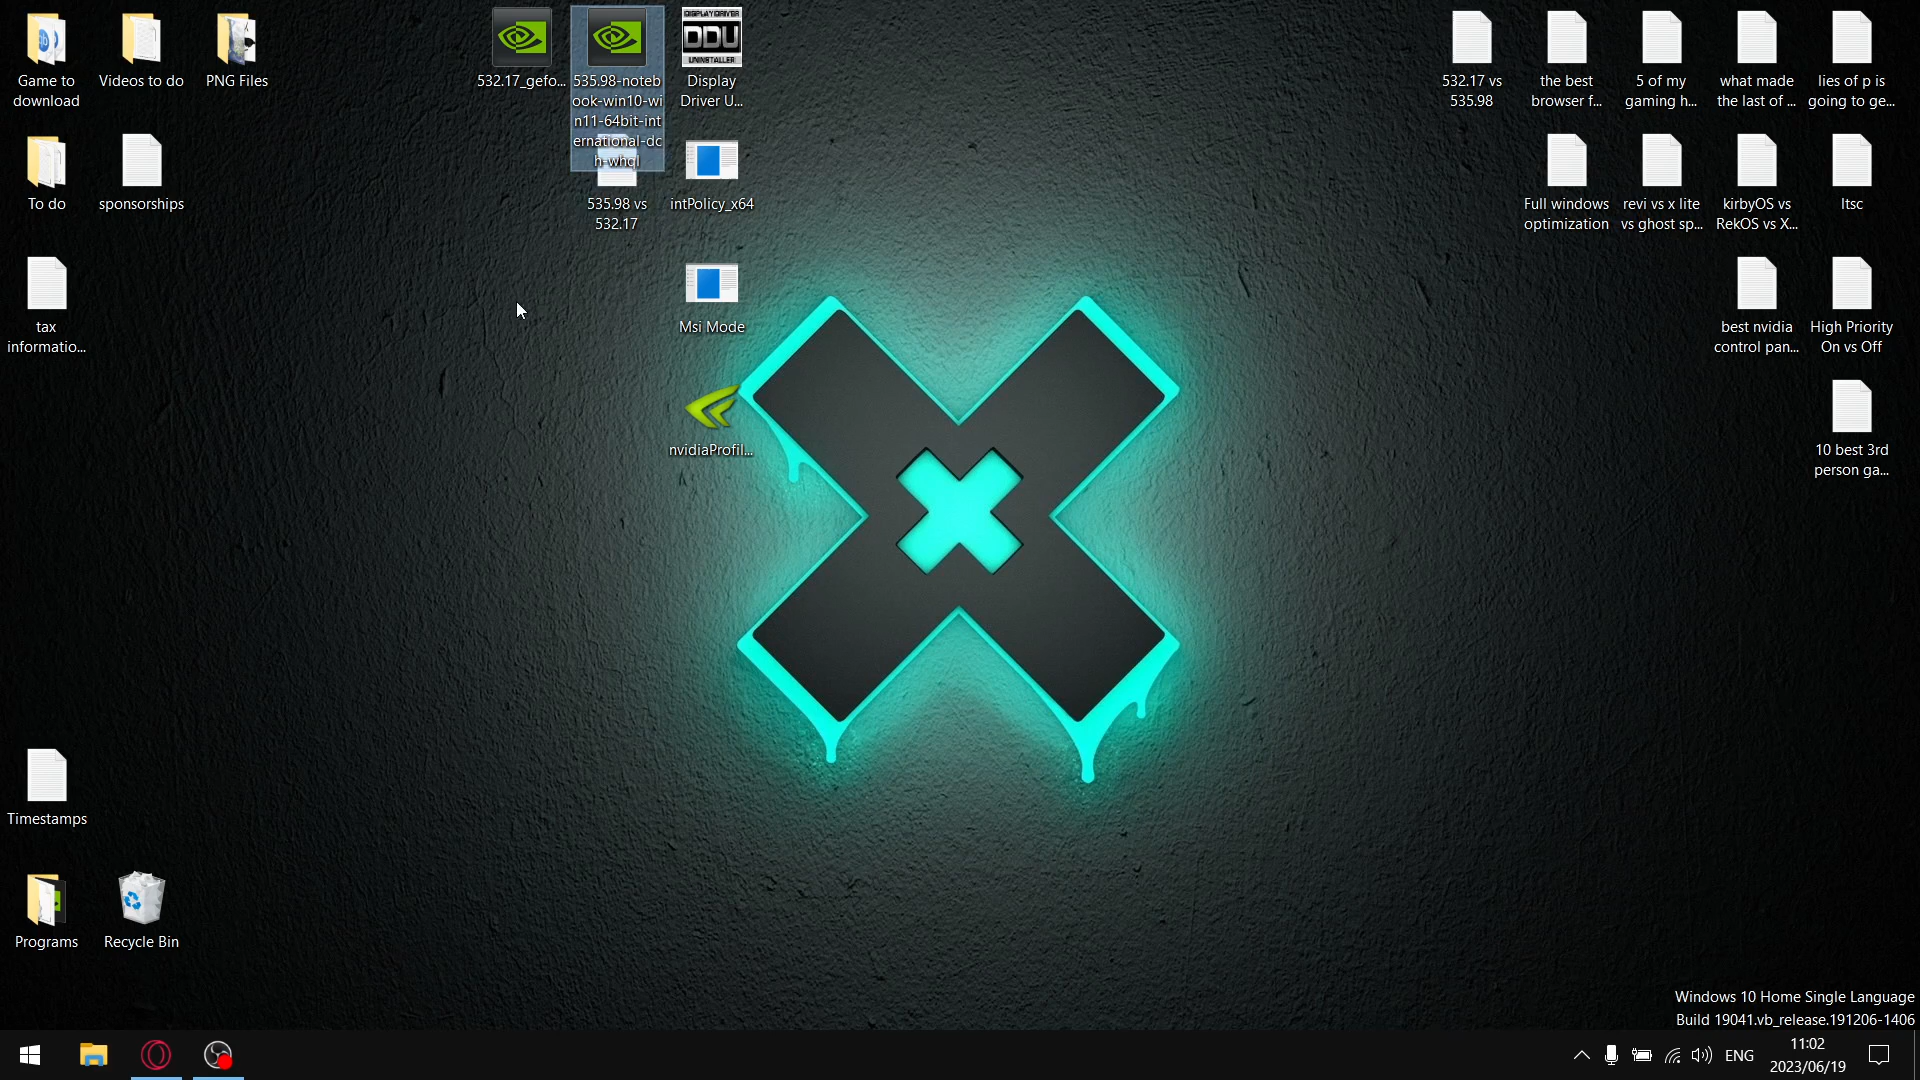 Game to
download
Videos to do
PNG Files
532.17_gefo...
535.98-noteb
ook-win10-wi
n11-64bit-int
ernational-dc
h-whql
DISPLAY DRIVER
DDU
UNINSTALLER
Display
Driver U...
532.17 vs
535.98
the best
browser f...
5 of my
gaming h...
what made
the last of ...
lies of p is
going to ge...
To do
sponsorships
535.98 vs
532.17
intPolicy_x64
Full windows
optimization
revi vs x lite
vs ghost sp...
kirbyOS vs
RekOS vs X...
ltsc
tax
informatio...
Msi Mode
best nvidia
control pan...
High Priority
On vs Off
nvidiaProfil...
10 best 3rd
person ga...
Timestamps
Programs
Recycle Bin
Windows 10 Home Single Language
Build 19041.vb_release.191206-1406
ENG
11:02
2023/06/19